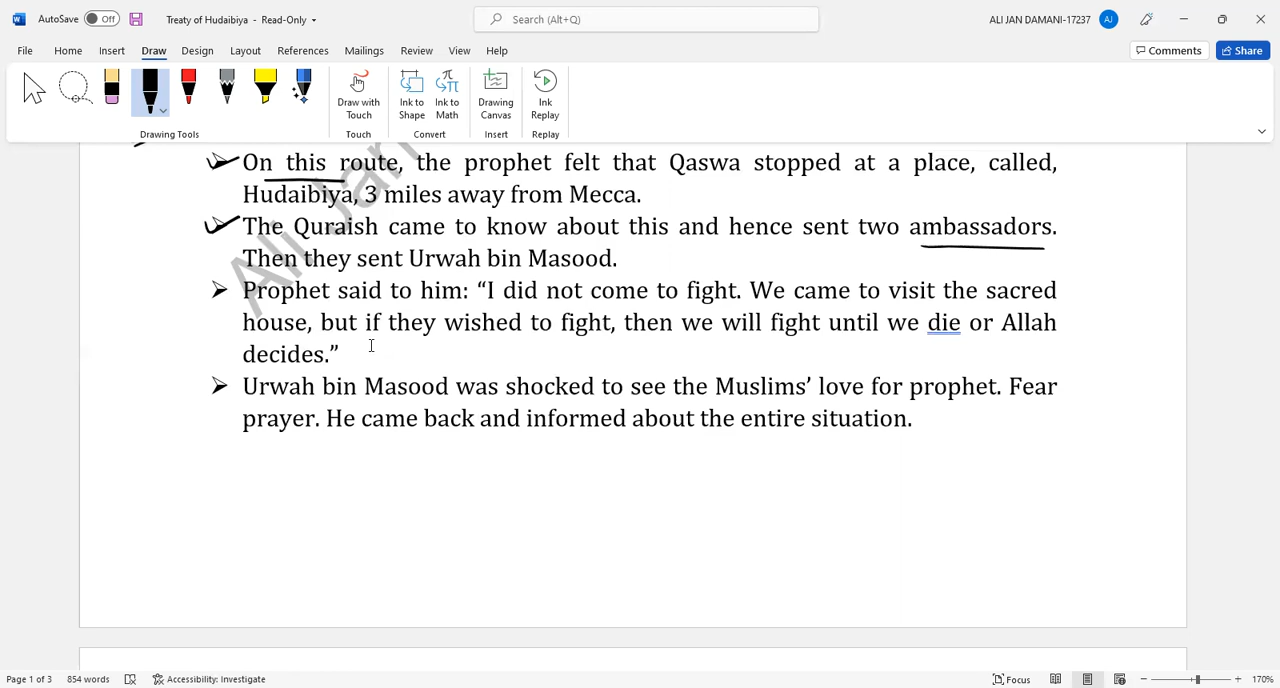 AutoSave Off Treaty of Hudaibiya - Read-Only Search (Alt+Q) ALI JAN DAMANI-17237 AJ
File Home Insert Draw Design Layout References Mailings Review View Help Comments Share
Draw with Touch Ink to Shape Ink to Math Drawing Canvas Ink Replay
Drawing Tools Touch Convert Insert Replay
On this route, the prophet felt that Qaswa stopped at a place, called,
Hudaibiya, 3 miles away from Mecca.
The Quraish came to know about this and hence sent two ambassadors.
Then they sent Urwah bin Masood.
Prophet said to him: “I did not come to fight. We came to visit the sacred
house, but if they wished to fight, then we will fight until we die or Allah
decides.”
Urwah bin Masood was shocked to see the Muslims’ love for prophet. Fear
prayer. He came back and informed about the entire situation.
Ali Jan
Page 1 of 3 854 words Accessibility: Investigate Focus 170%